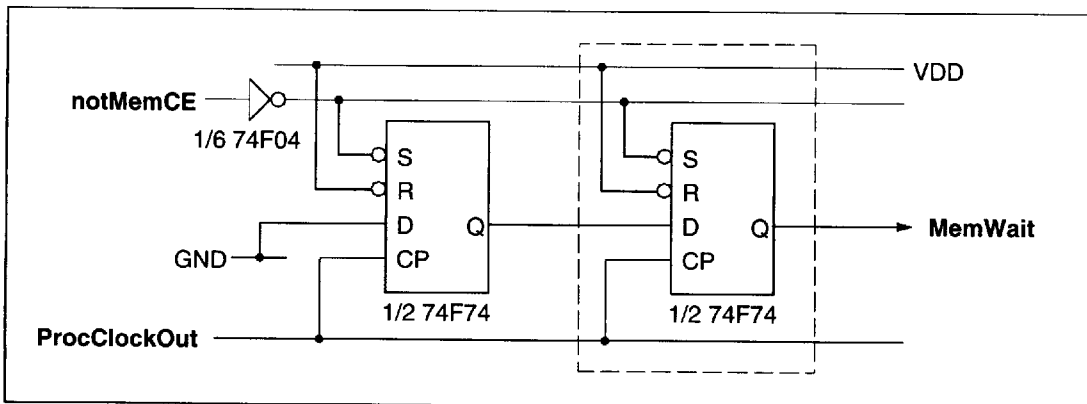 VDD
notMemCE
1/6 74F04
S
R
D
Q
CP
GND
1/2 74F74
S
R
D
Q
CP
1/2 74F74
MemWait
ProcClockOut